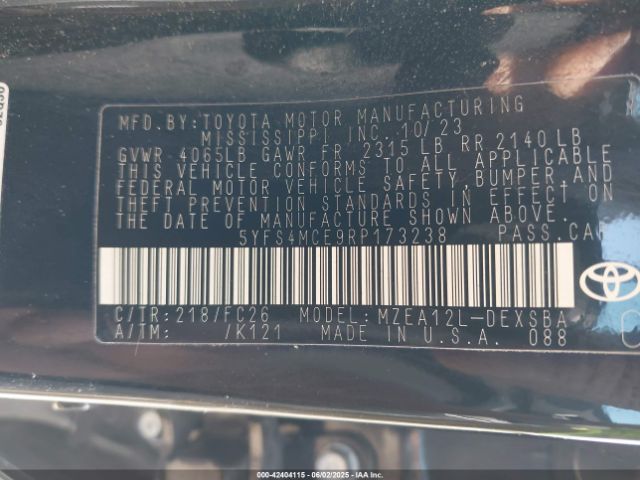 MFD. BY: TOYOTA MOTOR MANUFACTURING
MISSISSIPPI INC. 10/23
GVWR 4065LB GAWR FR 2315 LB RR 2140 LB
THIS VEHICLE CONFORMS TO ALL APPLICABLE
FEDERAL MOTOR VEHICLE SAFETY, BUMPER AND
THEFT PREVENTION STANDARDS IN EFFECT ON
THE DATE OF MANUFACTURE SHOWN ABOVE.
5YFS4MCE9RP173238 PASS. CAR
C/TR: 218/FC26 MODEL: MZEA12L-DEXSBA
A/TM: /K121 MADE IN U.S.A. 088
000-42404115 | 06/02/2025 | IAAI.COM